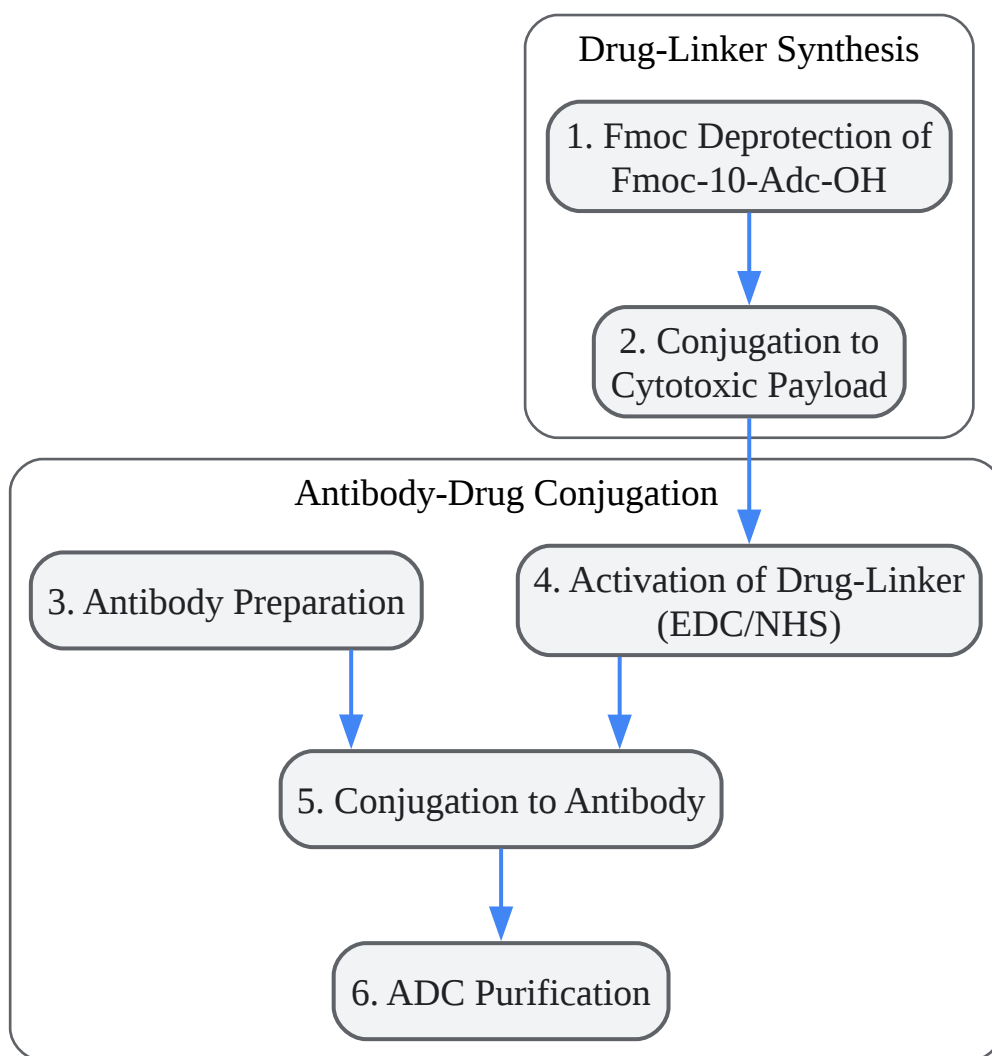 Drug-Linker Synthesis
1. Fmoc Deprotection of
Fmoc-10-Adc-OH
2. Conjugation to
Cytotoxic Payload
Antibody-Drug Conjugation
3. Antibody Preparation
4. Activation of Drug-Linker
(EDC/NHS)
5. Conjugation to Antibody
6. ADC Purification